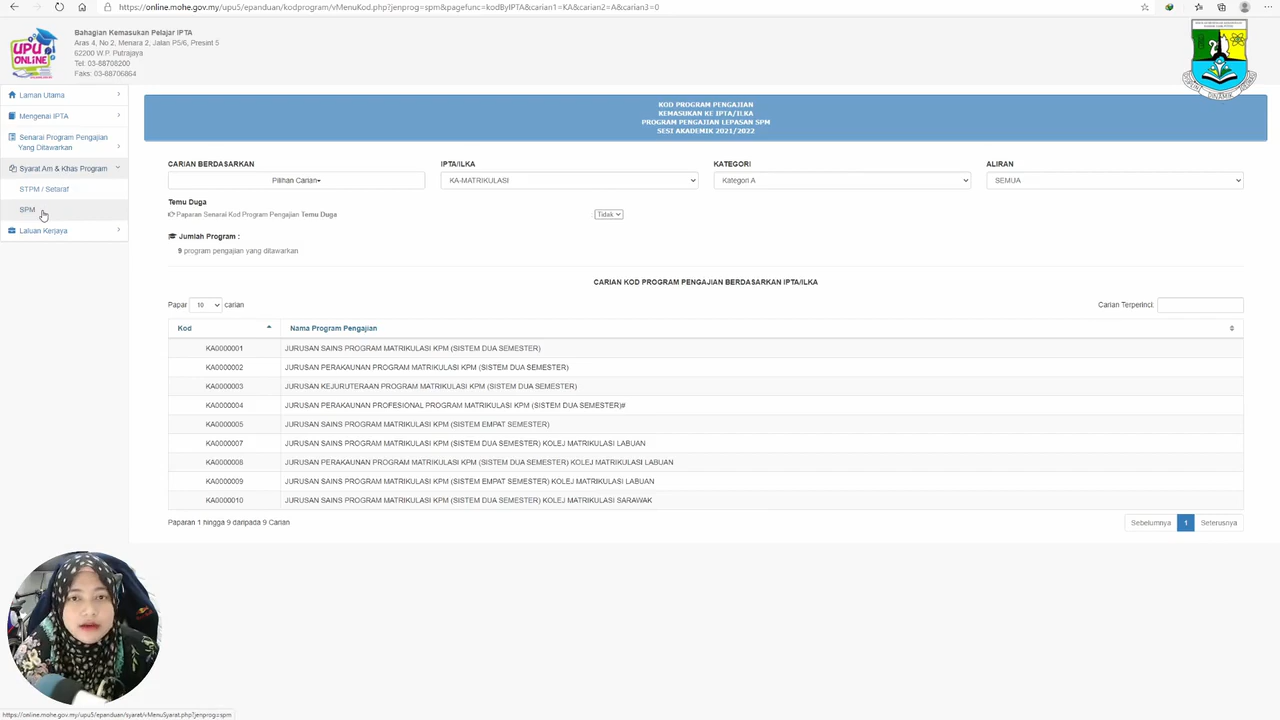 https://online.mohe.gov.my/upu5/epanduan/kodprogram/vMenuKod.php?jenprog=spm&pagefunc=kodByIPTA&carian1=KA&carian2=A&carian3=0
UPU
ONLINE
Bahagian Kemasukan Pelajar IPTA
Aras 4, No 2, Menara 2, Jalan P5/6, Presint 5
62200 W.P. Putrajaya
Tel: 03-88708200
Faks: 03-88706864
Laman Utama
Mengenai IPTA
Senarai Program Pengajian
Yang Ditawarkan
Syarat Am & Khas Program
STPM / Setaraf
SPM
Laluan Kerjaya
KOD PROGRAM PENGAJIAN
KEMASUKAN KE IPTA/ILKA
PROGRAM PENGAJIAN LEPASAN SPM
SESI AKADEMIK 2021/2022
CARIAN BERDASARKAN
Pilihan Carian
IPTA/ILKA
KA-MATRIKULASI
KATEGORI
Kategori A
ALIRAN
SEMUA
Temu Duga
Paparan Senarai Kod Program Pengajian Temu Duga
Tidak
Jumlah Program :
9 program pengajian yang ditawarkan
CARIAN KOD PROGRAM PENGAJIAN BERDASARKAN IPTA/ILKA
Papar 10 carian
Carian Terperinci:
Kod Nama Program Pengajian
KA0000001 JURUSAN SAINS PROGRAM MATRIKULASI KPM (SISTEM DUA SEMESTER)
KA0000002 JURUSAN PERAKAUNAN PROGRAM MATRIKULASI KPM (SISTEM DUA SEMESTER)
KA0000003 JURUSAN KEJURUTERAAN PROGRAM MATRIKULASI KPM (SISTEM DUA SEMESTER)
KA0000004 JURUSAN PERAKAUNAN PROFESIONAL PROGRAM MATRIKULASI KPM (SISTEM DUA SEMESTER)#
KA0000005 JURUSAN SAINS PROGRAM MATRIKULASI KPM (SISTEM EMPAT SEMESTER)
KA0000007 JURUSAN SAINS PROGRAM MATRIKULASI KPM (SISTEM DUA SEMESTER) KOLEJ MATRIKULASI LABUAN
KA0000008 JURUSAN PERAKAUNAN PROGRAM MATRIKULASI KPM (SISTEM DUA SEMESTER) KOLEJ MATRIKULASI LABUAN
KA0000009 JURUSAN SAINS PROGRAM MATRIKULASI KPM (SISTEM EMPAT SEMESTER) KOLEJ MATRIKULASI LABUAN
KA0000010 JURUSAN SAINS PROGRAM MATRIKULASI KPM (SISTEM DUA SEMESTER) KOLEJ MATRIKULASI SARAWAK
Paparan 1 hingga 9 daripada 9 Carian
Sebelumnya 1 Seterusnya
https://online.mohe.gov.my/upu5/epanduan/syarat/vMenuSyarat.php?jenprog=spm